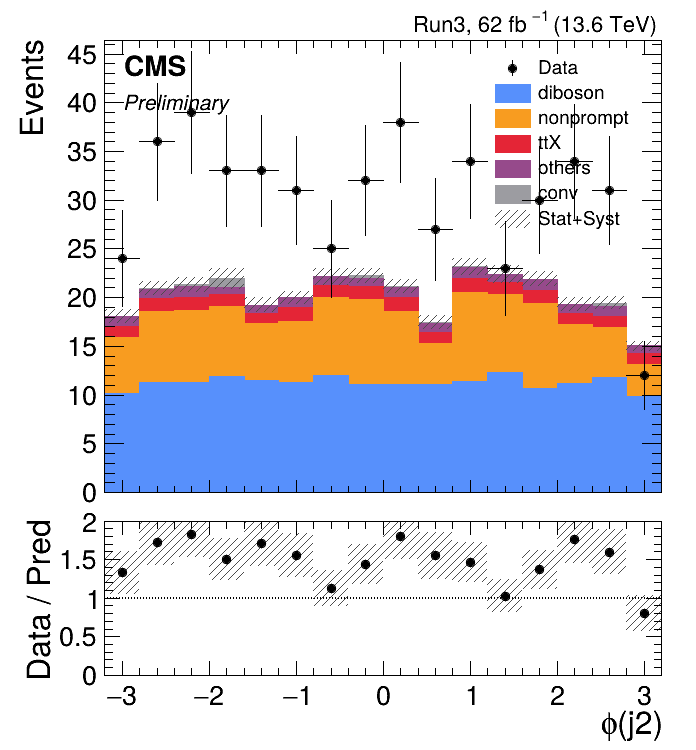 Run3, 62 fb⁻¹ (13.6 TeV)
CMS
Preliminary
Events
45
40
35
30
25
20
15
10
5
0
Data
diboson
nonprompt
ttX
others
conv
Stat+Syst
Data / Pred
2
1.5
1
0.5
0
−3 −2 −1 0 1 2 3
ϕ(j2)